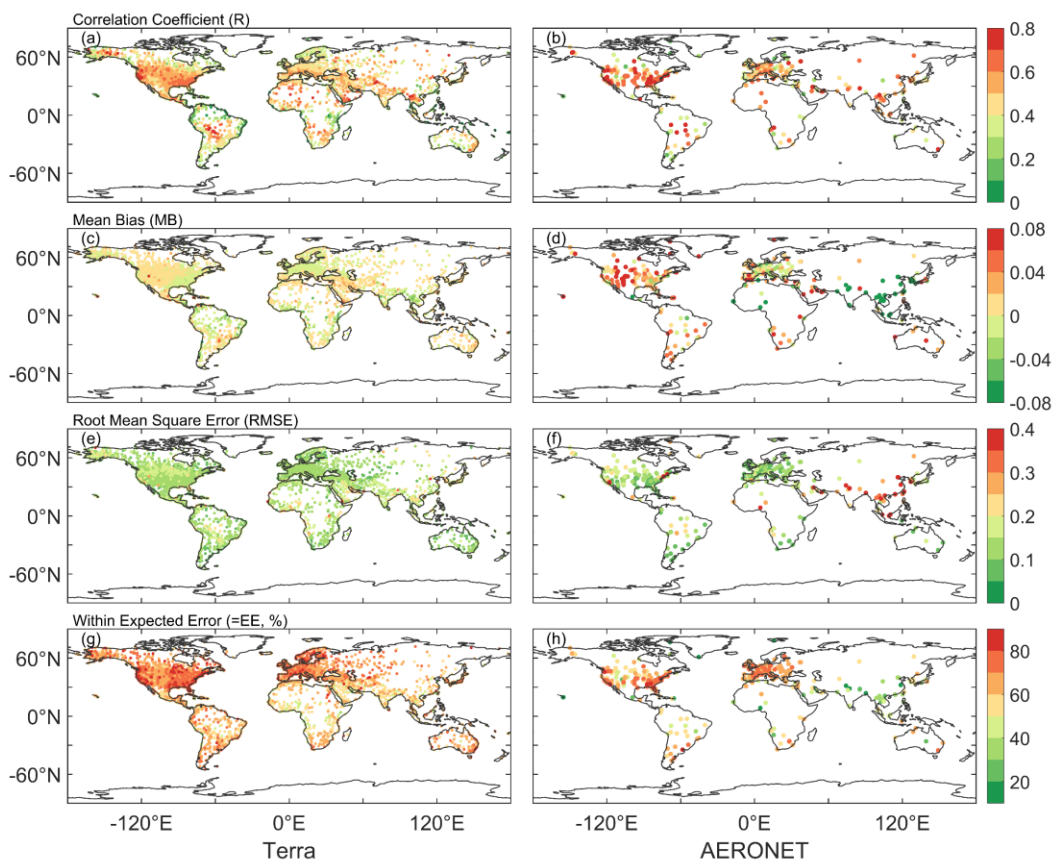 Correlation Coefficient (R)
(a)
(b)
60°N
0°N
-60°N
0.8
0.6
0.4
0.2
0
Mean Bias (MB)
(c)
(d)
60°N
0°N
-60°N
0.08
0.04
0
-0.04
-0.08
Root Mean Square Error (RMSE)
(e)
(f)
60°N
0°N
-60°N
0.4
0.3
0.2
0.1
0
Within Expected Error (=EE, %)
(g)
(h)
60°N
0°N
-60°N
80
60
40
20
-120°E 0°E 120°E
-120°E 0°E 120°E
Terra
AERONET